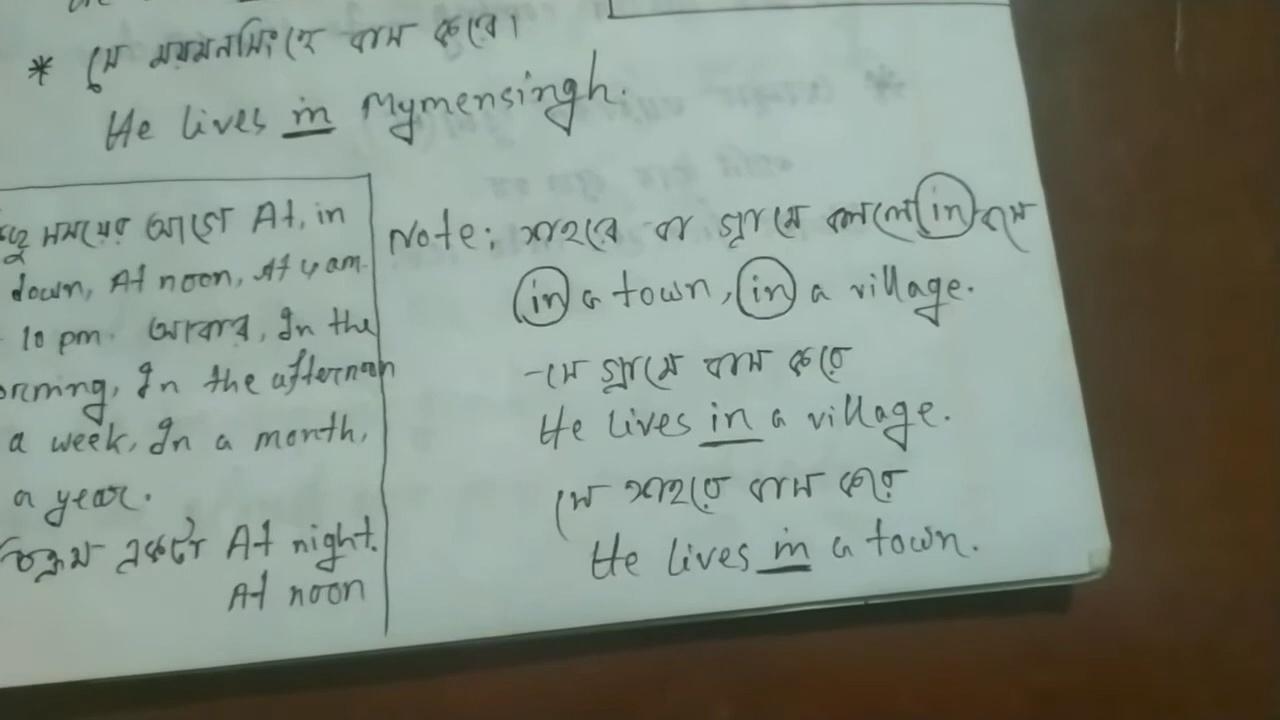 * সে ময়মনসিংহে বাস করে।
He lives in Mymensingh.
সময়ের আগে At, in
down, At noon, At 4 am.
10 pm. আবার, In the
orning, In the afternoon
a week, In a month,
a year.
একটা At night.
At noon
Note: শহরে বা গ্রামে বললে in বসে
in a town, in a village.
-সে গ্রামে বাস করে
He lives in a village.
সে শহরে বাস করে
He lives in a town.